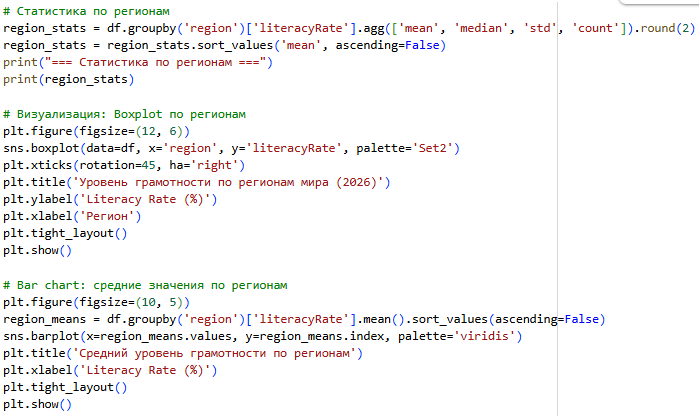 # Статистика по регионам
region_stats = df.groupby('region')['literacyRate'].agg(['mean', 'median', 'std', 'count']).round(2)
region_stats = region_stats.sort_values('mean', ascending=False)
print("=== Статистика по регионам ===")
print(region_stats)

# Визуализация: Boxplot по регионам
plt.figure(figsize=(12, 6))
sns.boxplot(data=df, x='region', y='literacyRate', palette='Set2')
plt.xticks(rotation=45, ha='right')
plt.title('Уровень грамотности по регионам мира (2026)')
plt.ylabel('Literacy Rate (%)')
plt.xlabel('Регион')
plt.tight_layout()
plt.show()

# Bar chart: средние значения по регионам
plt.figure(figsize=(10, 5))
region_means = df.groupby('region')['literacyRate'].mean().sort_values(ascending=False)
sns.barplot(x=region_means.values, y=region_means.index, palette='viridis')
plt.title('Средний уровень грамотности по регионам')
plt.xlabel('Literacy Rate (%)')
plt.tight_layout()
plt.show()